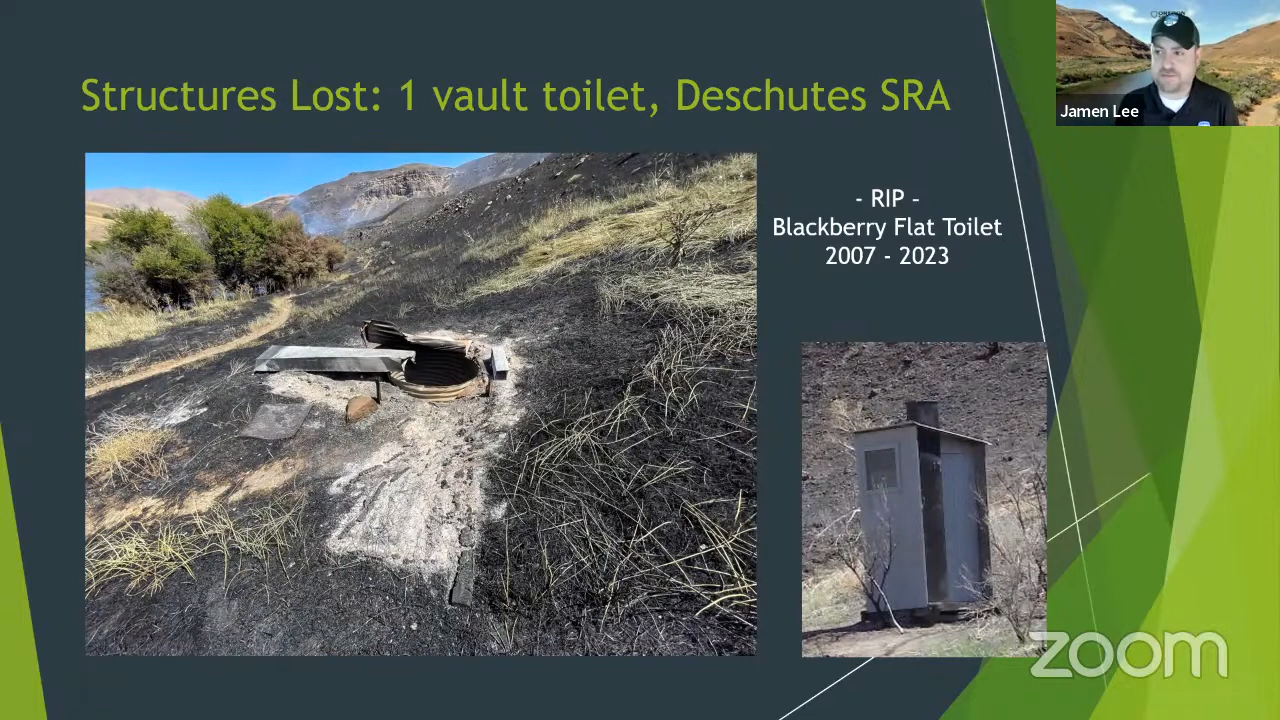 Structures Lost: 1 vault toilet, Deschutes SRA
- RIP -
Blackberry Flat Toilet
2007 - 2023
Jamen Lee
zoom